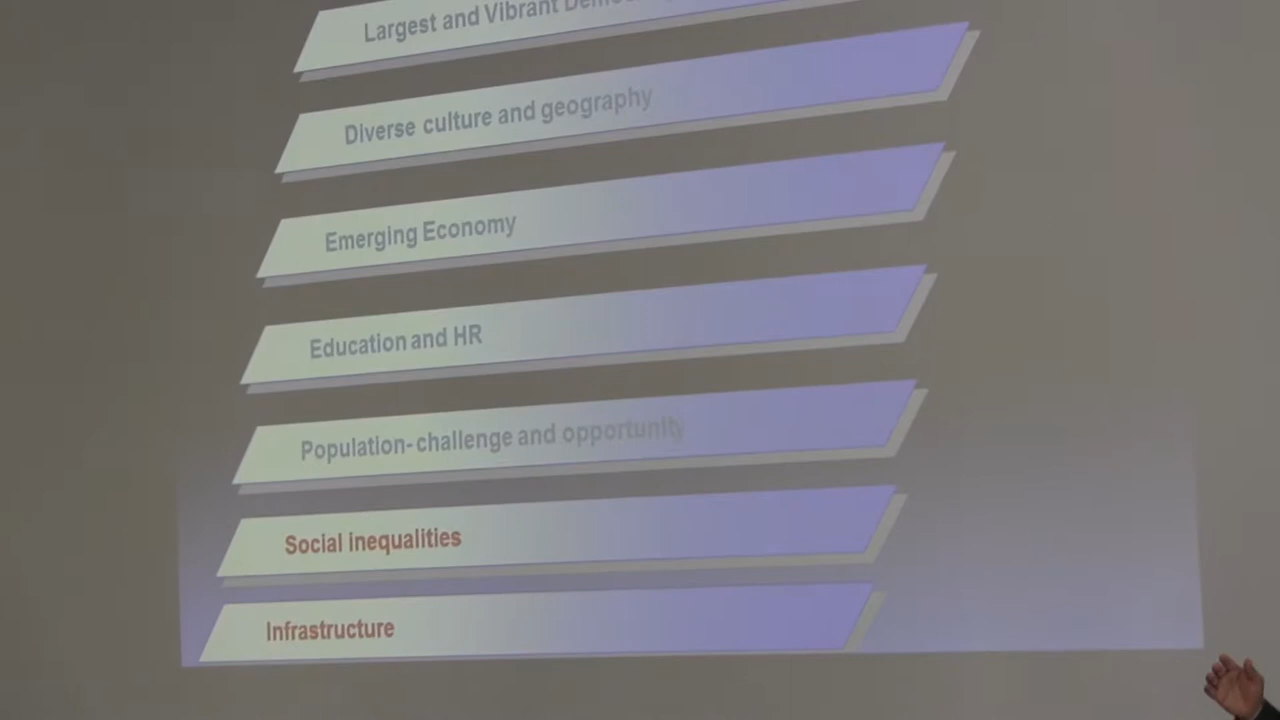 Largest and Vibrant
Diverse culture and geography
Emerging Economy
Education and HR
Population- challenge and opportunity
Social inequalities
Infrastructure